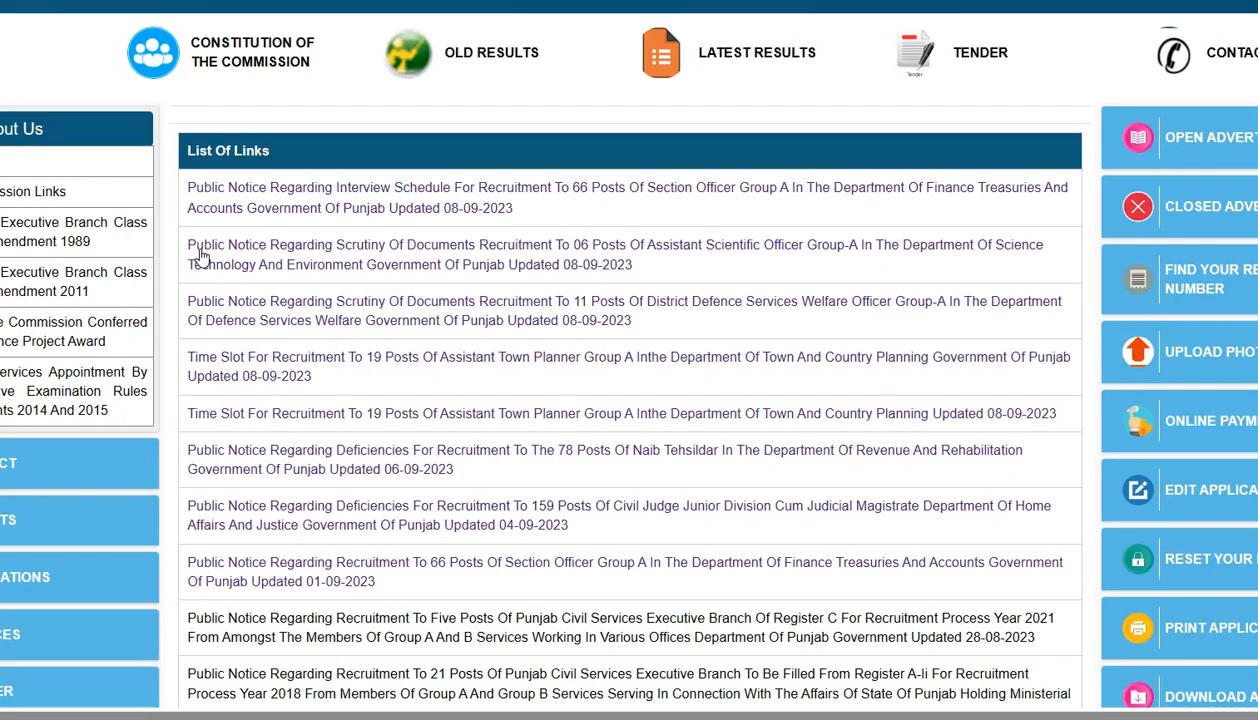 CONSTITUTION OF
THE COMMISSION
OLD RESULTS
LATEST RESULTS
Tender
TENDER
CONTA
out Us
ssion Links
Executive Branch Class
nendment 1989
Executive Branch Class
nendment 2011
e Commission Conferred
nce Project Award
ervices Appointment By
ve Examination Rules
nts 2014 And 2015
CT
TS
ATIONS
CES
ER
List Of Links
Public Notice Regarding Interview Schedule For Recruitment To 66 Posts Of Section Officer Group A In The Department Of Finance Treasuries And
Accounts Government Of Punjab Updated 08-09-2023
Public Notice Regarding Scrutiny Of Documents Recruitment To 06 Posts Of Assistant Scientific Officer Group-A In The Department Of Science
Technology And Environment Government Of Punjab Updated 08-09-2023
Public Notice Regarding Scrutiny Of Documents Recruitment To 11 Posts Of District Defence Services Welfare Officer Group-A In The Department
Of Defence Services Welfare Government Of Punjab Updated 08-09-2023
Time Slot For Recruitment To 19 Posts Of Assistant Town Planner Group A Inthe Department Of Town And Country Planning Government Of Punjab
Updated 08-09-2023
Time Slot For Recruitment To 19 Posts Of Assistant Town Planner Group A Inthe Department Of Town And Country Planning Updated 08-09-2023
Public Notice Regarding Deficiencies For Recruitment To The 78 Posts Of Naib Tehsildar In The Department Of Revenue And Rehabilitation
Government Of Punjab Updated 06-09-2023
Public Notice Regarding Deficiencies For Recruitment To 159 Posts Of Civil Judge Junior Division Cum Judicial Magistrate Department Of Home
Affairs And Justice Government Of Punjab Updated 04-09-2023
Public Notice Regarding Recruitment To 66 Posts Of Section Officer Group A In The Department Of Finance Treasuries And Accounts Government
Of Punjab Updated 01-09-2023
Public Notice Regarding Recruitment To Five Posts Of Punjab Civil Services Executive Branch Of Register C For Recruitment Process Year 2021
From Amongst The Members Of Group A And B Services Working In Various Offices Department Of Punjab Government Updated 28-08-2023
Public Notice Regarding Recruitment To 21 Posts Of Punjab Civil Services Executive Branch To Be Filled From Register A-Ii For Recruitment
Process Year 2018 From Members Of Group A And Group B Services Serving In Connection With The Affairs Of State Of Punjab Holding Ministerial
OPEN ADVERT
CLOSED ADVE
FIND YOUR RE
NUMBER
UPLOAD PHOT
ONLINE PAYM
EDIT APPLICA
RESET YOUR
PRINT APPLIC
DOWNLOAD A